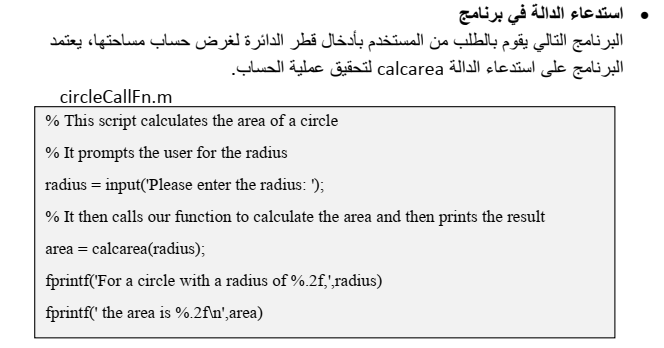 • استدعاء الدالة في برنامج
البرنامج التالي يقوم بالطلب من المستخدم بأدخال قطر الدائرة لغرض حساب مساحتها، يعتمد
البرنامج على استدعاء الدالة calcarea لتحقيق عملية الحساب.
circleCallFn.m
% This script calculates the area of a circle
% It prompts the user for the radius
radius = input('Please enter the radius: ');
% It then calls our function to calculate the area and then prints the result
area = calcarea(radius);
fprintf('For a circle with a radius of %.2f,',radius)
fprintf(' the area is %.2f\n',area)